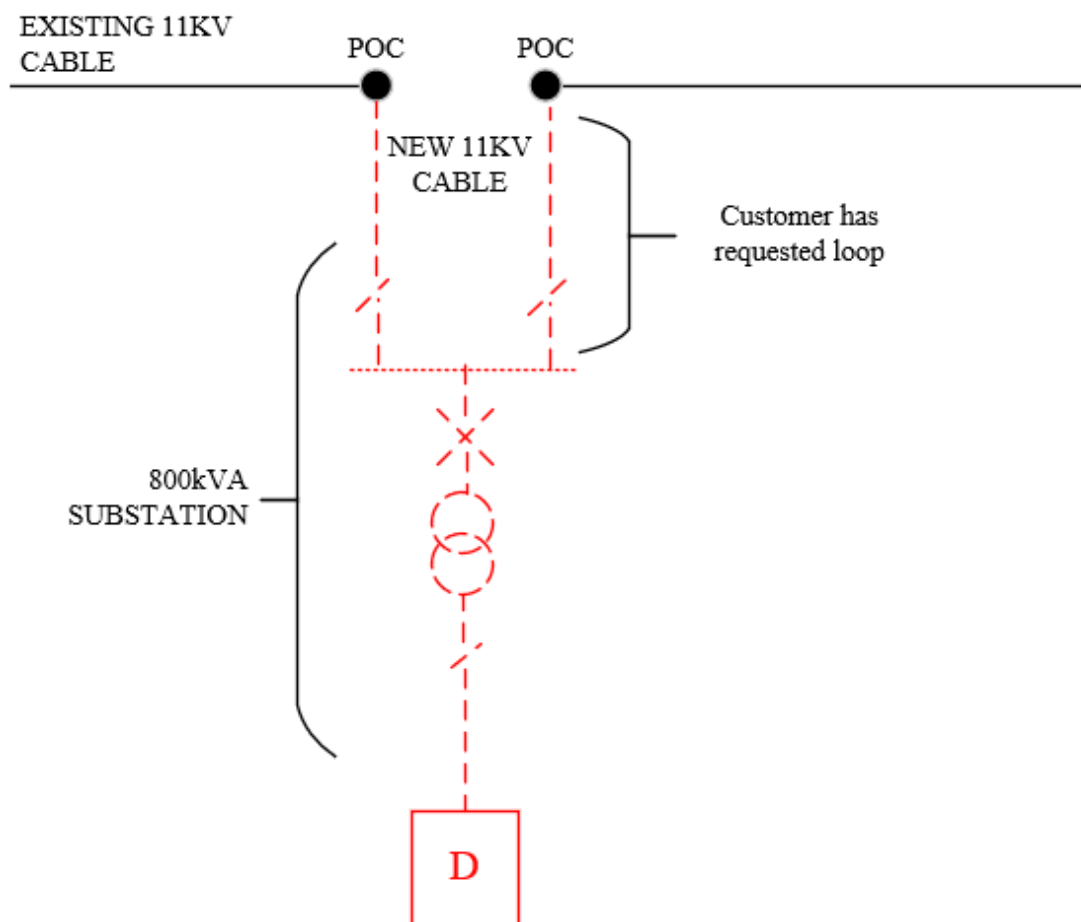 EXISTING 11KV
CABLE
POC
POC
NEW 11KV
CABLE
Customer has
requested loop
800kVA
SUBSTATION
D